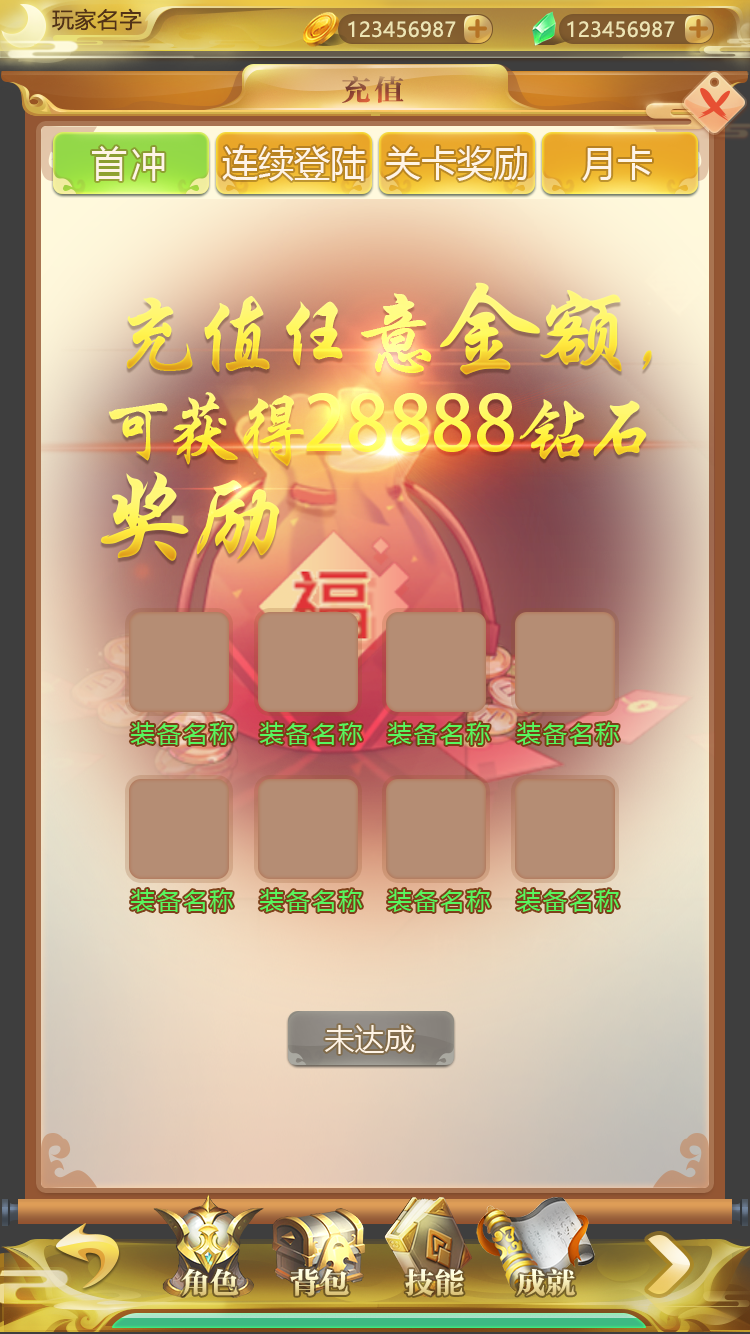 玩家名字 123456987 123456987
充值
首冲 连续登陆 关卡奖励 月卡
充值任意金额，
可获得28888钻石
奖励
福
装备名称 装备名称 装备名称 装备名称
装备名称 装备名称 装备名称 装备名称
未达成
角色 背包 技能 成就